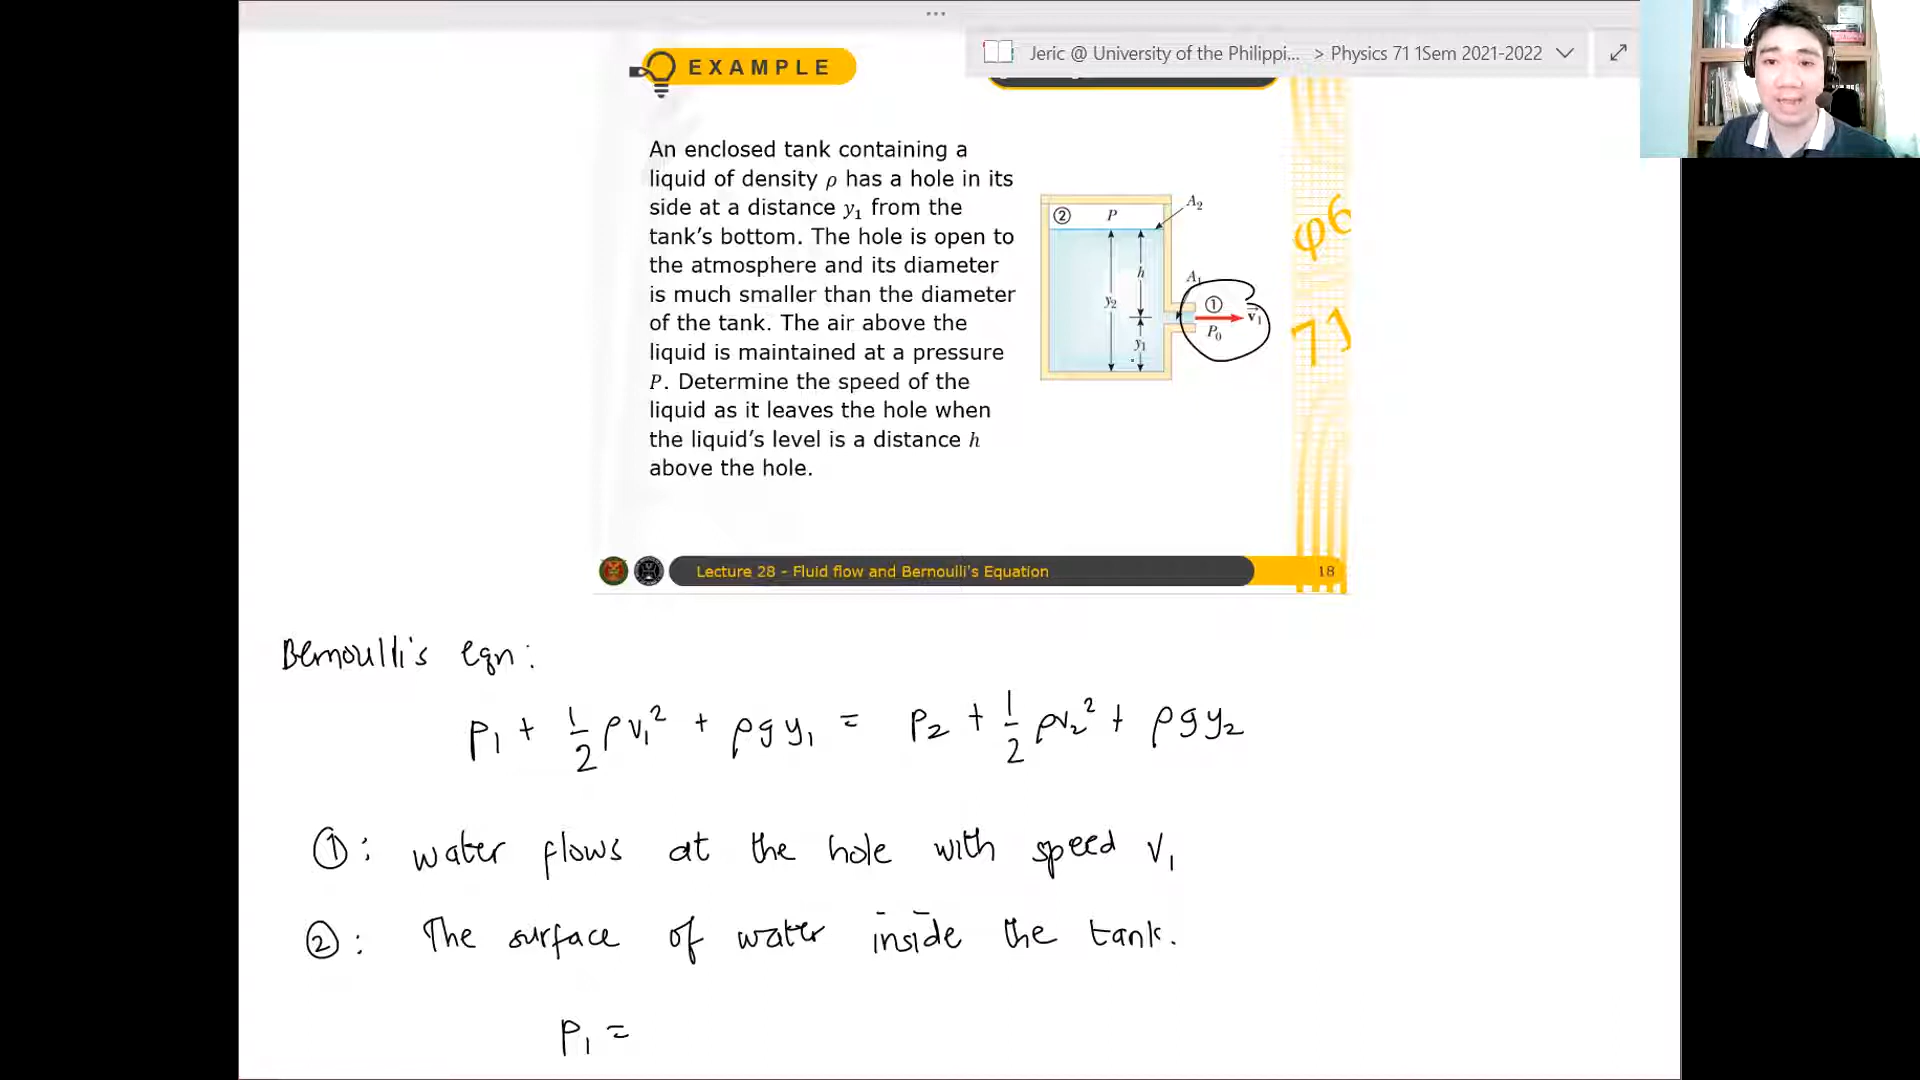 ...
Jeric @ University of the Philippi... > Physics 71 1Sem 2021-2022
EXAMPLE
An enclosed tank containing a
liquid of density ρ has a hole in its
side at a distance y₁ from the
tank's bottom. The hole is open to
the atmosphere and its diameter
is much smaller than the diameter
of the tank. The air above the
liquid is maintained at a pressure
P. Determine the speed of the
liquid as it leaves the hole when
the liquid's level is a distance h
above the hole.
② P A₂
h
A₁
y₂
①
v₁
P₀
y₁
φ6
71
Lecture 28 - Fluid flow and Bernoulli's Equation 18
Bernoulli's eqn:
P₁ + 1/2 ρv₁² + ρgy₁ = P₂ + 1/2 ρv₂² + ρgy₂
①: water flows at the hole with speed v₁
②: The surface of water inside the tank.
P₁ =